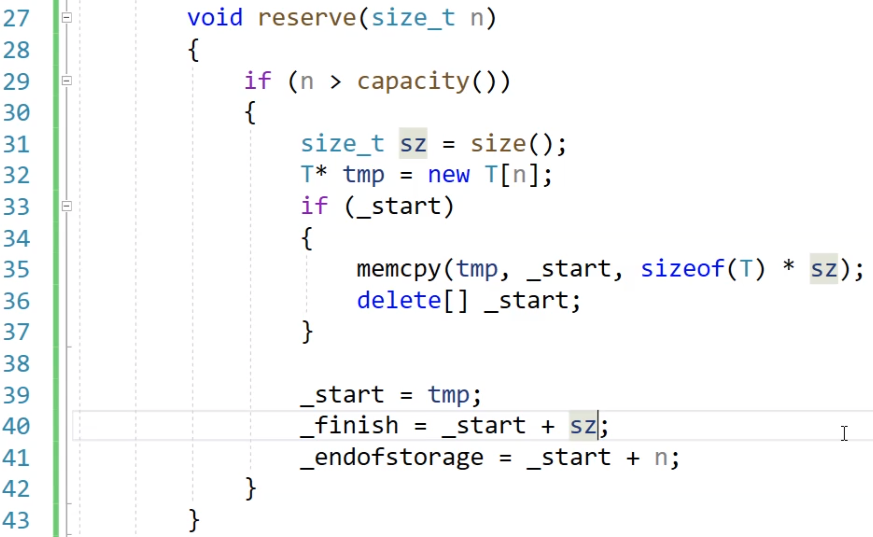 27 void reserve(size_t n)
28 {
29 if (n > capacity())
30 {
31 size_t sz = size();
32 T* tmp = new T[n];
33 if (_start)
34 {
35 memcpy(tmp, _start, sizeof(T) * sz);
36 delete[] _start;
37 }
38
39 _start = tmp;
40 _finish = _start + sz;
41 _endofstorage = _start + n;
42 }
43 }